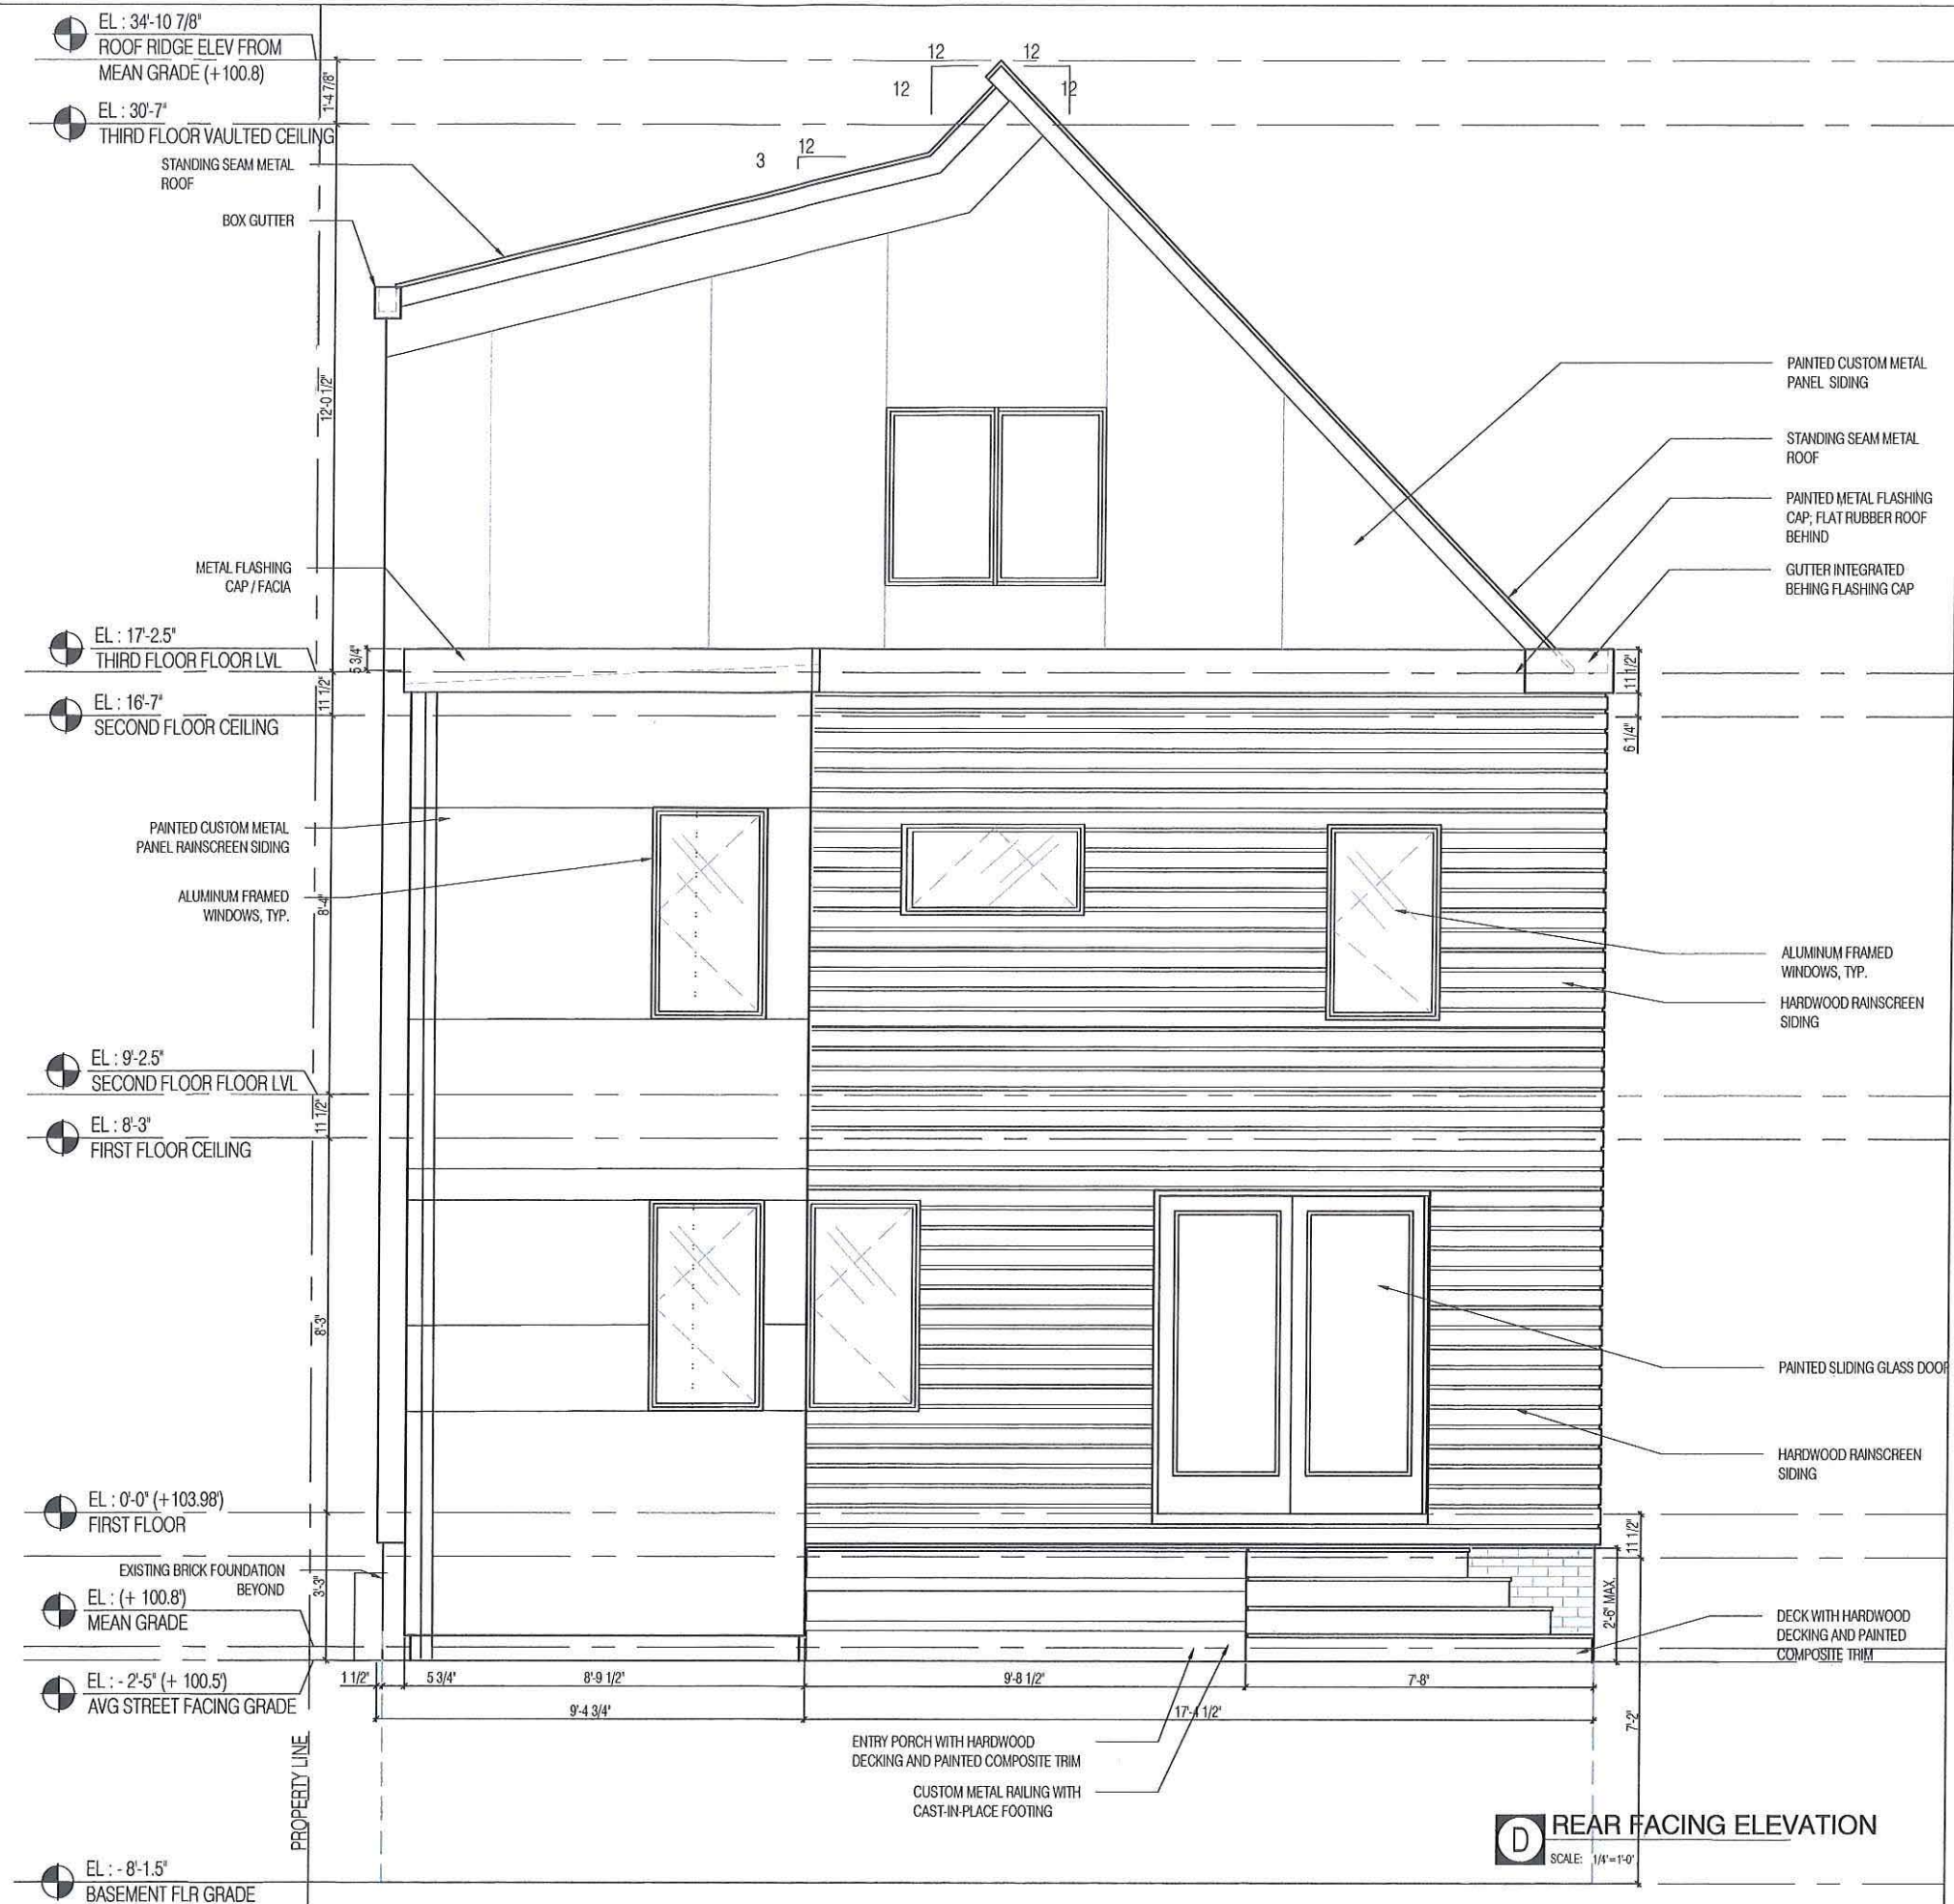 EL : 34'-10 7/8"
ROOF RIDGE ELEV FROM
MEAN GRADE (+100.8)
1'-4 7/8"
EL : 30'-7"
THIRD FLOOR VAULTED CEILING
STANDING SEAM METAL
ROOF
BOX GUTTER
12
12
12
12
3
12
12'-0 1/2"
PAINTED CUSTOM METAL
PANEL SIDING
STANDING SEAM METAL
ROOF
PAINTED METAL FLASHING
CAP; FLAT RUBBER ROOF
BEHIND
GUTTER INTEGRATED
BEHING FLASHING CAP
METAL FLASHING
CAP / FACIA
EL : 17'-2.5"
THIRD FLOOR FLOOR LVL
5 3/4"
11 1/2"
11 1/2"
6 1/4"
EL : 16'-7"
SECOND FLOOR CEILING
PAINTED CUSTOM METAL
PANEL RAINSCREEN SIDING
ALUMINUM FRAMED
WINDOWS, TYP.
8'-4"
ALUMINUM FRAMED
WINDOWS, TYP.
HARDWOOD RAINSCREEN
SIDING
EL : 9'-2.5"
SECOND FLOOR FLOOR LVL
11 1/2"
EL : 8'-3"
FIRST FLOOR CEILING
8'-3"
PAINTED SLIDING GLASS DOOR
HARDWOOD RAINSCREEN
SIDING
EL : 0'-0" (+103.98')
FIRST FLOOR
11 1/2"
EXISTING BRICK FOUNDATION
BEYOND
3'-3"
2'-6" MAX.
EL : (+ 100.8')
MEAN GRADE
DECK WITH HARDWOOD
DECKING AND PAINTED
COMPOSITE TRIM
EL : - 2'-5" (+ 100.5')
AVG STREET FACING GRADE
1 1/2"
5 3/4"
8'-9 1/2"
9'-8 1/2"
7'-8"
9'-4 3/4"
17'-4 1/2"
7'-2"
ENTRY PORCH WITH HARDWOOD
DECKING AND PAINTED COMPOSITE TRIM
CUSTOM METAL RAILING WITH
CAST-IN-PLACE FOOTING
PROPERTY LINE
D
REAR FACING ELEVATION
SCALE: 1/4"=1'-0"
EL : - 8'-1.5"
BASEMENT FLR GRADE